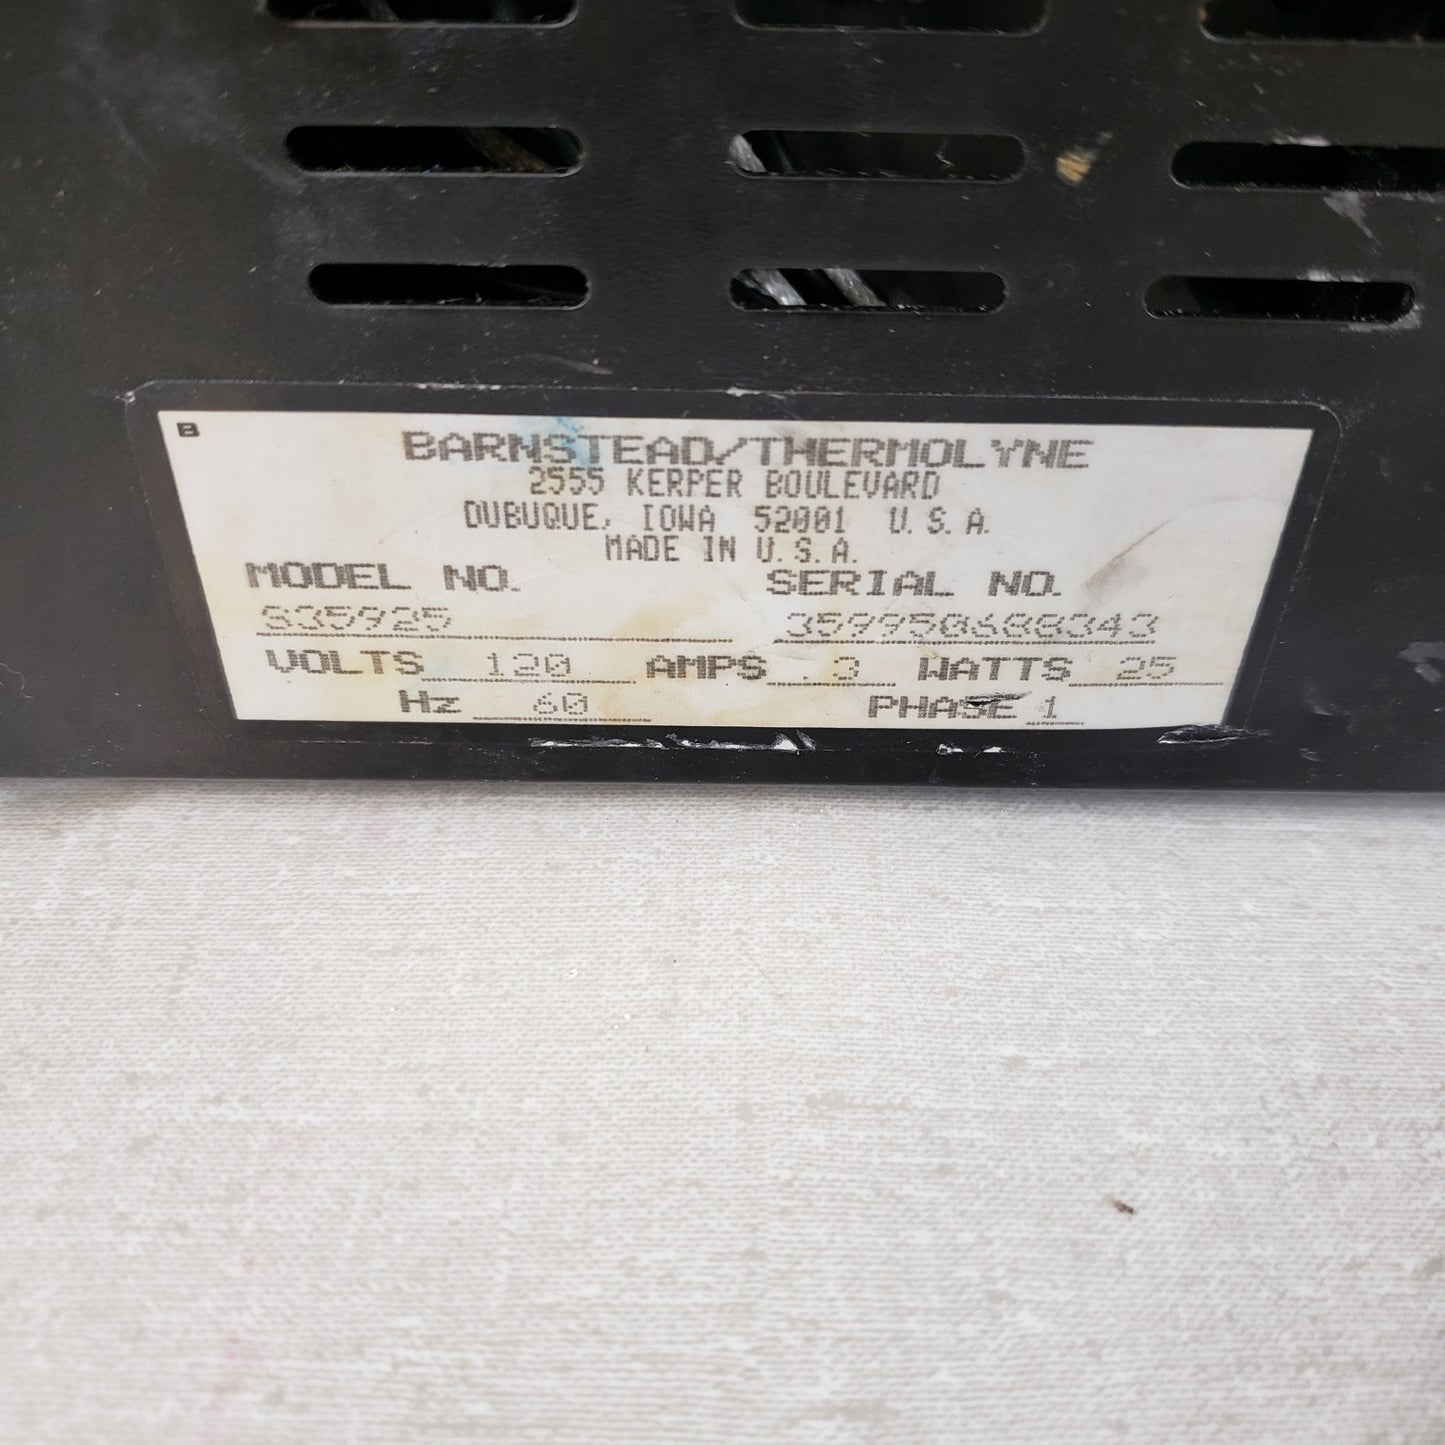 B
BARNSTEAD/THERMOLYNE
2555 KERPER BOULEVARD
DUBUQUE, IOWA 52001 U.S.A.
MADE IN U.S.A.
MODEL NO. SERIAL NO.
S35925 359950688343
VOLTS 120 AMPS .3 WATTS 25
Hz 60 PHASE 1